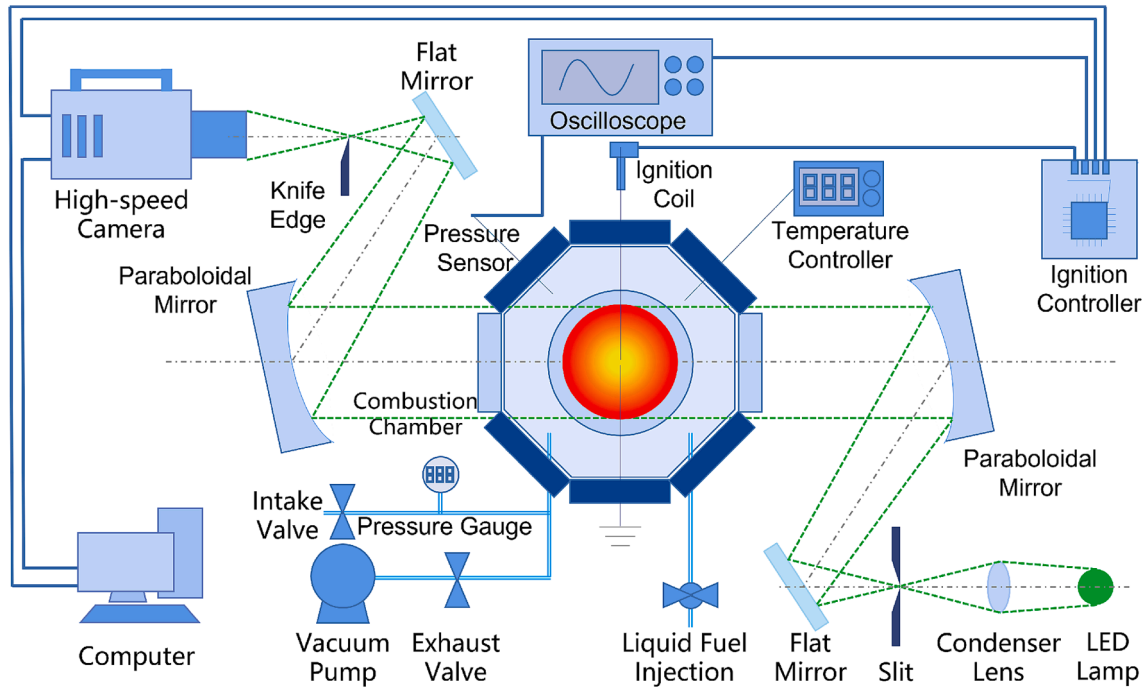 Flat
Mirror
Oscilloscope
Ignition
Coil
High-speed
Camera
Knife
Edge
Pressure
Sensor
888
Temperature
Controller
Ignition
Controller
Paraboloidal
Mirror
Combustion
Chamber
Paraboloidal
Mirror
888
Intake
Valve
Pressure Gauge
Computer
Vacuum
Pump
Exhaust
Valve
Liquid Fuel
Injection
Flat
Mirror
Slit
Condenser
Lens
LED
Lamp